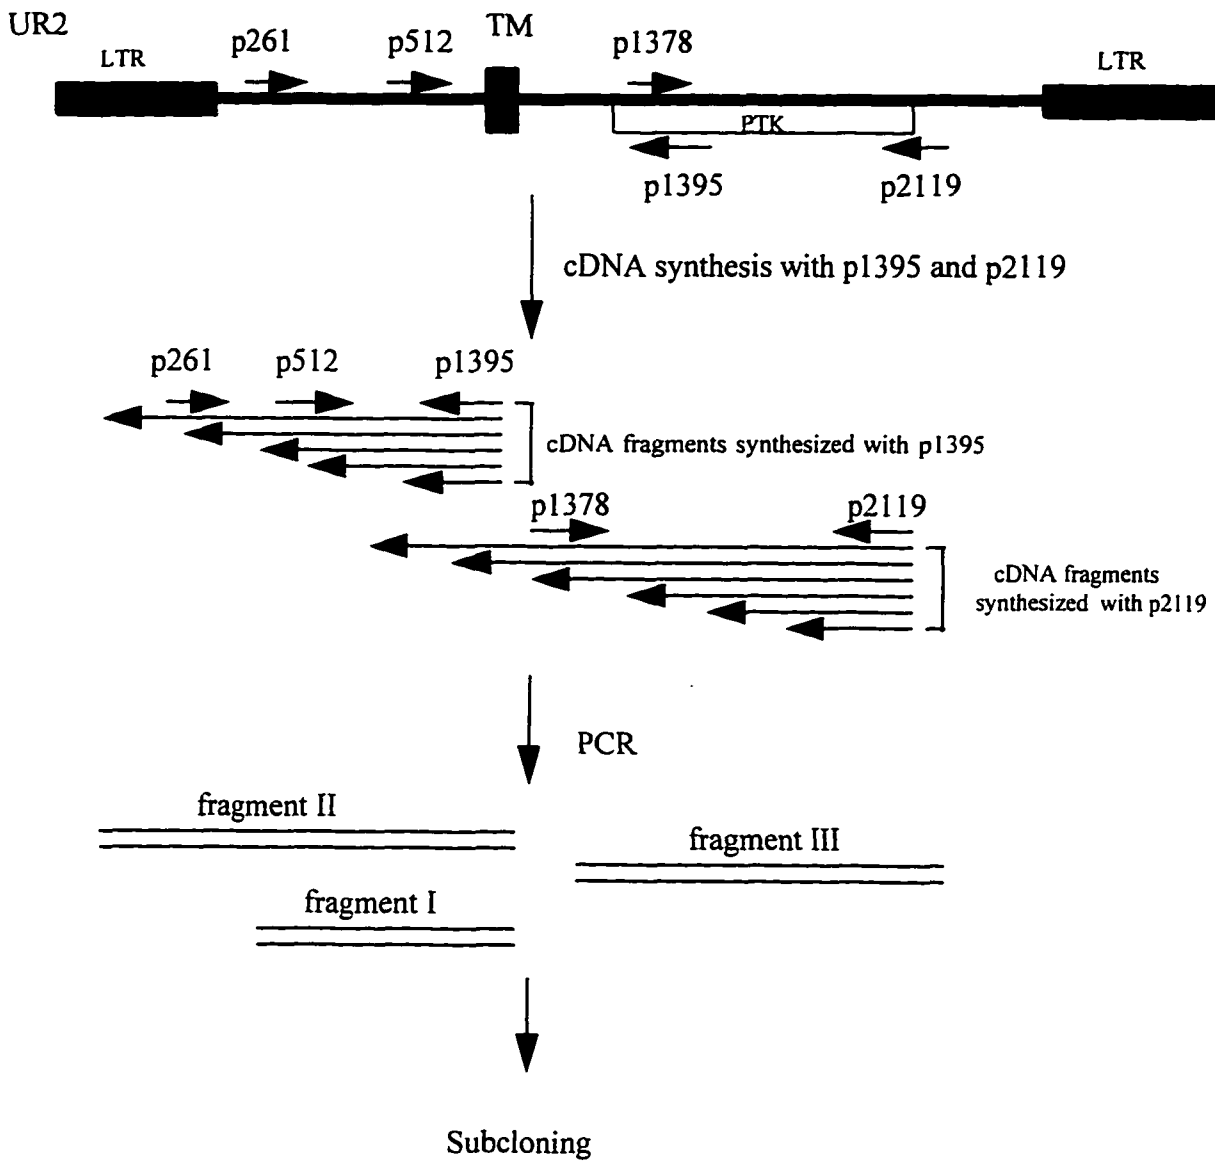 UR2
LTR
p261
p512
TM
p1378
LTR
PTK
p1395
p2119
cDNA synthesis with p1395 and p2119
p261
p512
p1395
cDNA fragments synthesized with p1395
p1378
p2119
cDNA fragments
synthesized with p2119
PCR
fragment II
fragment III
fragment I
Subcloning